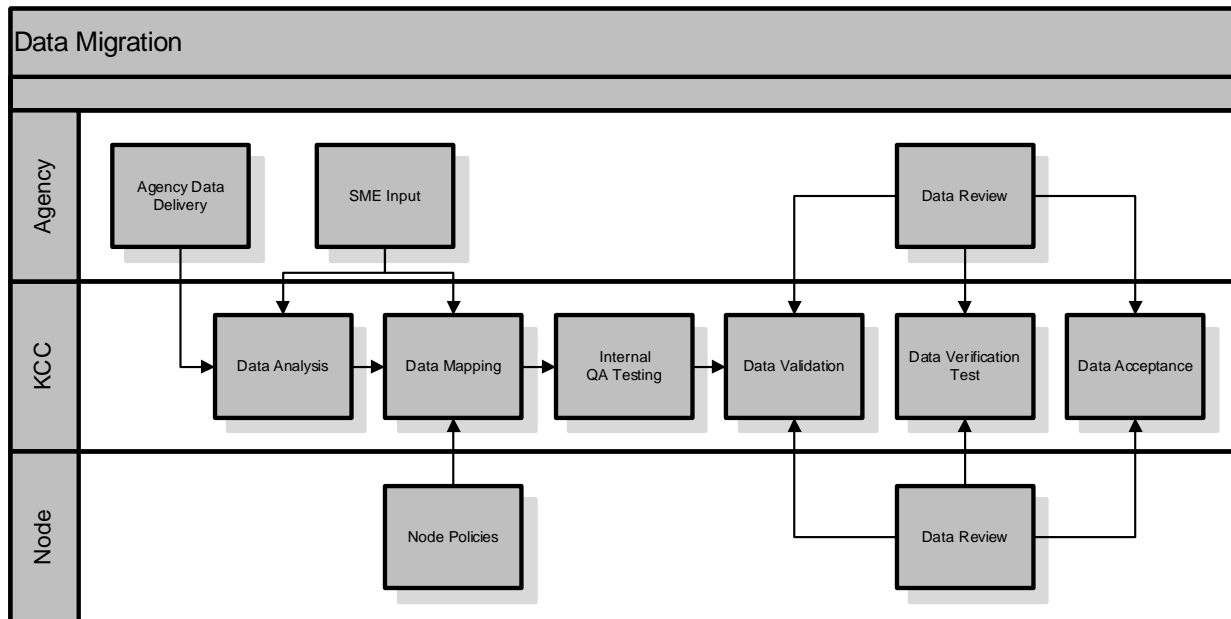 Data Migration
Agency
Agency Data
Delivery
SME Input
Data Review
KCC
Data Analysis
Data Mapping
Internal
QA Testing
Data Validation
Data Verification
Test
Data Acceptance
Node
Node Policies
Data Review